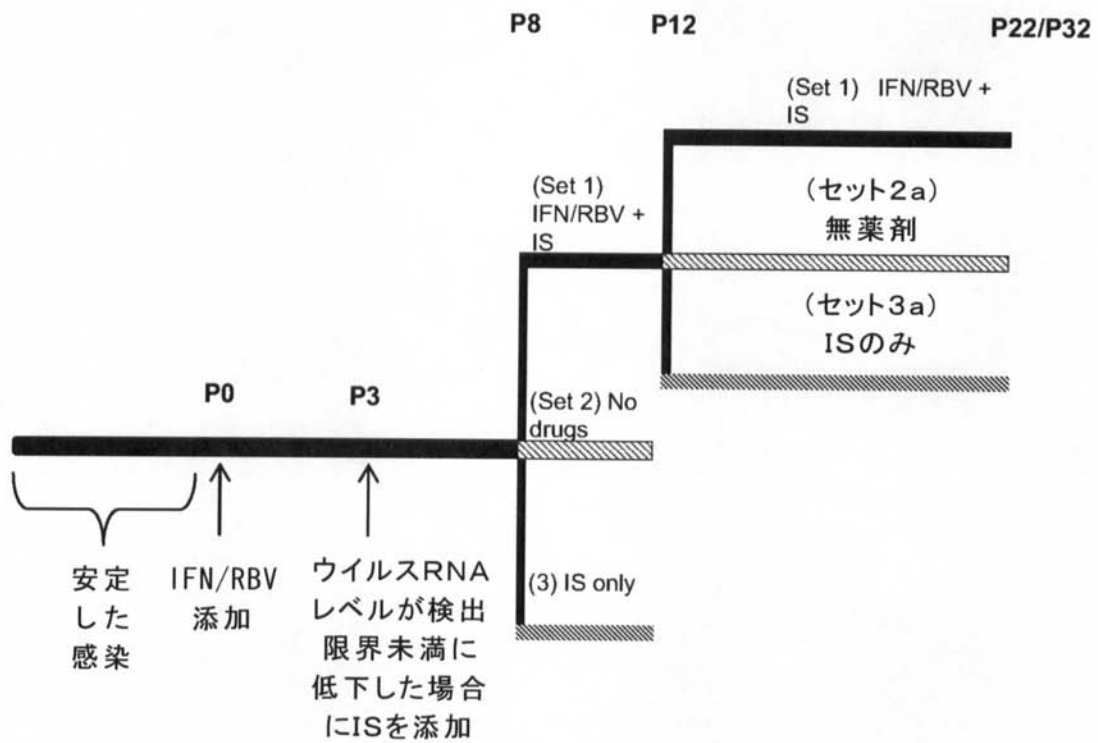 P8
P12
P22/P32
(Set 1) IFN/RBV +
IS
(Set 1)
IFN/RBV +
IS
(セット2a)
無薬剤
(セット3a)
ISのみ
P0
P3
(Set 2) No
drugs
安定
した
感染
IFN/RBV
添加
ウイルスRNA
レベルが検出
限界未満に
低下した場合
にISを添加
(3) IS only